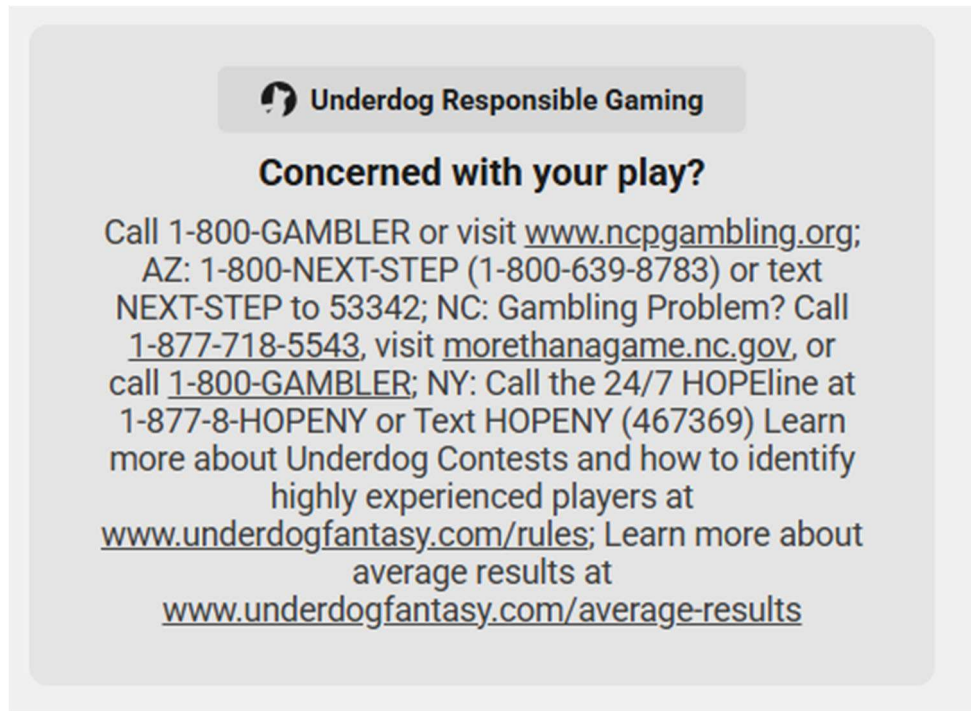 Underdog Responsible Gaming
Concerned with your play?
Call 1-800-GAMBLER or visit www.ncpgambling.org;
AZ: 1-800-NEXT-STEP (1-800-639-8783) or text
NEXT-STEP to 53342; NC: Gambling Problem? Call
1-877-718-5543, visit morethanagame.nc.gov, or
call 1-800-GAMBLER; NY: Call the 24/7 HOPEline at
1-877-8-HOPENY or Text HOPENY (467369) Learn
more about Underdog Contests and how to identify
highly experienced players at
www.underdogfantasy.com/rules; Learn more about
average results at
www.underdogfantasy.com/average-results